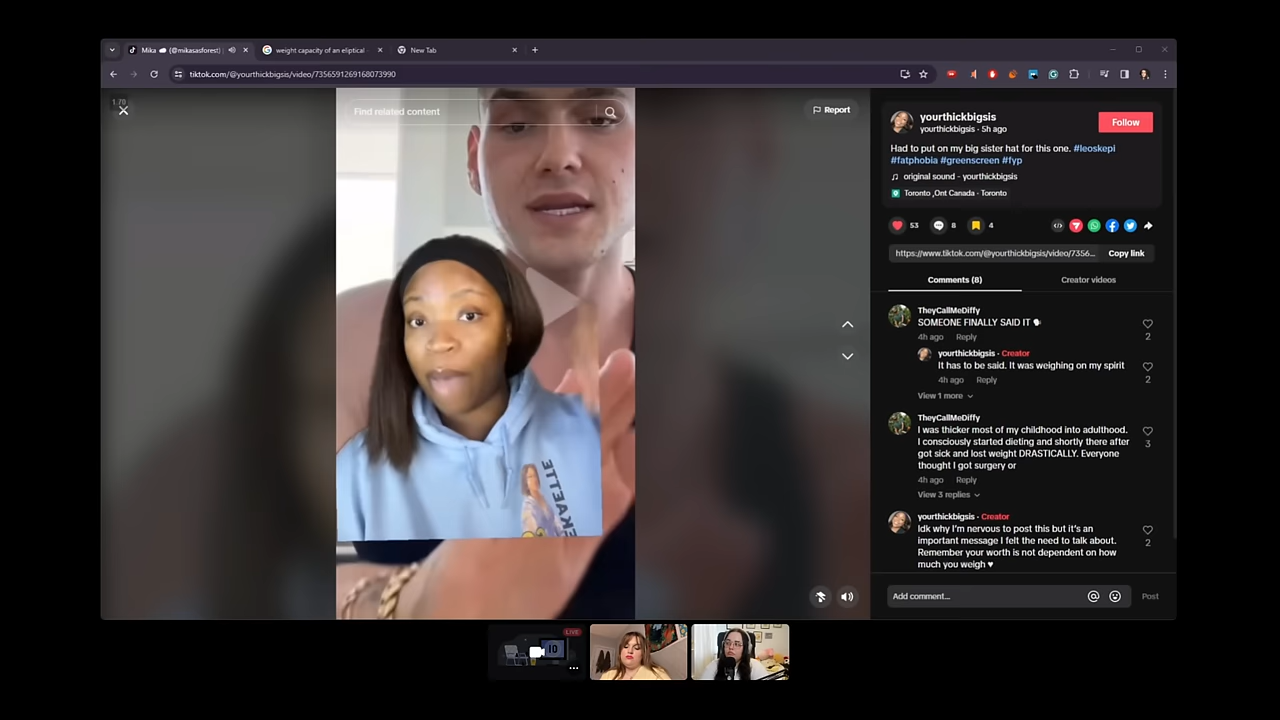 Mika ☁️ (@mikasasforest)
weight capacity of an eliptical
New Tab
tiktok.com/@yourthickbigsis/video/7356591269168073990
1.70
Find related content
Report
yourthickbigsis
yourthickbigsis · 5h ago
Follow
Had to put on my big sister hat for this one. #leoskepi
#fatphobia #greenscreen #fyp
original sound - yourthickbigsis
Toronto ,Ont Canada · Toronto
53
8
4
https://www.tiktok.com/@yourthickbigsis/video/7356...
Copy link
Comments (8)
Creator videos
TheyCallMeDiffy
SOMEONE FINALLY SAID IT 🗣
2
4h ago
Reply
yourthickbigsis · Creator
It has to be said. It was weighing on my spirit
2
4h ago
Reply
View 1 more
TheyCallMeDiffy
I was thicker most of my childhood into adulthood.
I consciously started dieting and shortly there after
got sick and lost weight DRASTICALLY. Everyone
thought I got surgery or
3
4h ago
Reply
View 3 replies
yourthickbigsis · Creator
Idk why I'm nervous to post this but it's an
important message I felt the need to talk about.
Remember your worth is not dependent on how
much you weigh ♥
2
Add comment...
Post
EKAETTE
LIVE